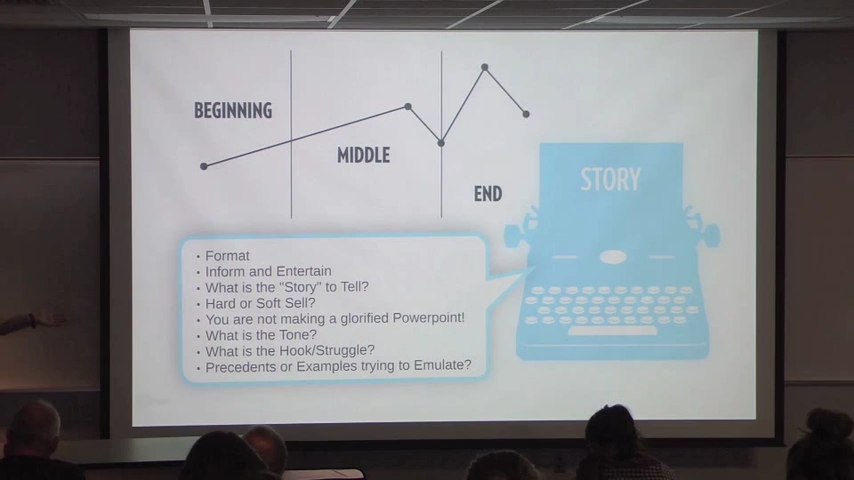 BEGINNING
MIDDLE
END
STORY
• Format
• Inform and Entertain
• What is the "Story" to Tell?
• Hard or Soft Sell?
• You are not making a glorified Powerpoint!
• What is the Tone?
• What is the Hook/Struggle?
• Precedents or Examples trying to Emulate?